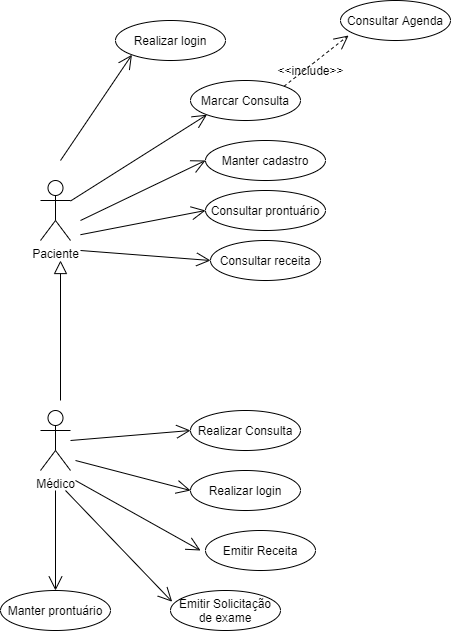 Consultar Agenda
Realizar login
<<include>>
Marcar Consulta
Manter cadastro
Consultar prontuário
Paciente
Consultar receita
Realizar Consulta
Médico
Realizar login
Emitir Receita
Manter prontuário
Emitir Solicitação
de exame